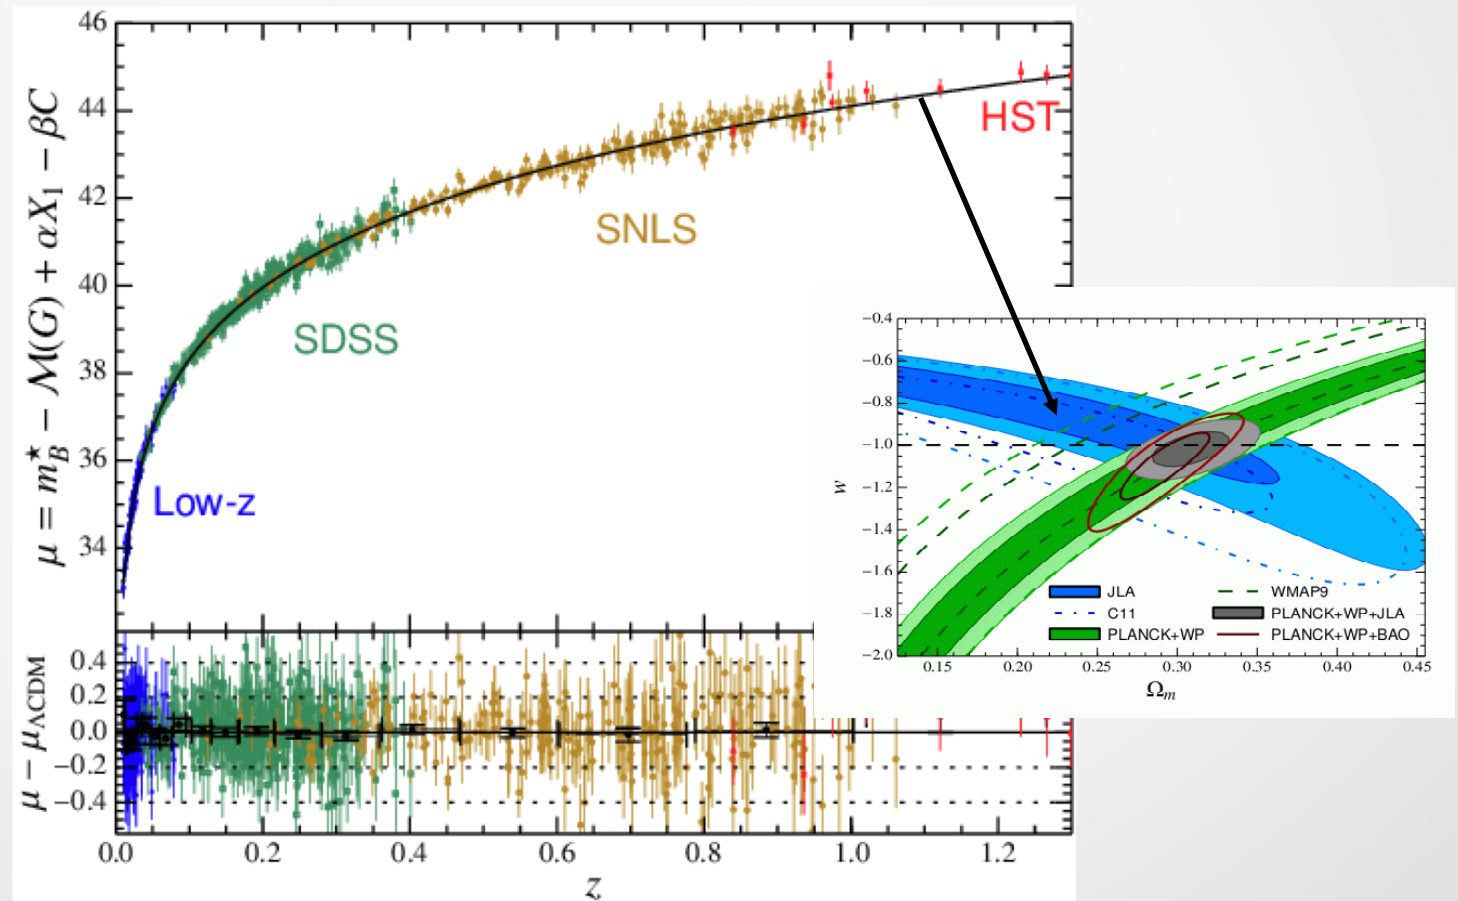 46
44
42
40
38
36
34
μ = m*B − M(G) + αX1 − βC
HST
SNLS
SDSS
Low-z
0.4
0.2
0.0
−0.2
−0.4
μ − μΛCDM
0.0 0.2 0.4 0.6 0.8 1.0 1.2
z
−0.4
−0.6
−0.8
−1.0
−1.2
−1.4
−1.6
−1.8
−2.0
w
JLA
C11
PLANCK+WP
WMAP9
PLANCK+WP+JLA
PLANCK+WP+BAO
0.15 0.20 0.25 0.30 0.35 0.40 0.45
Ωm